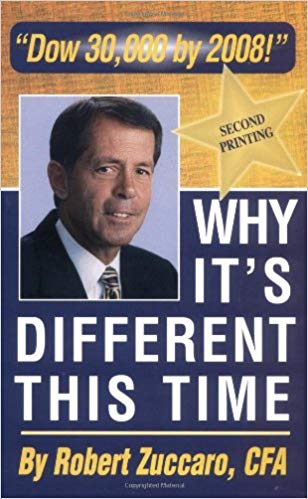 "Dow 30,000 by 2008!"
SECOND
PRINTING
WHY
IT'S
DIFFERENT
THIS TIME
By Robert Zuccaro, CFA